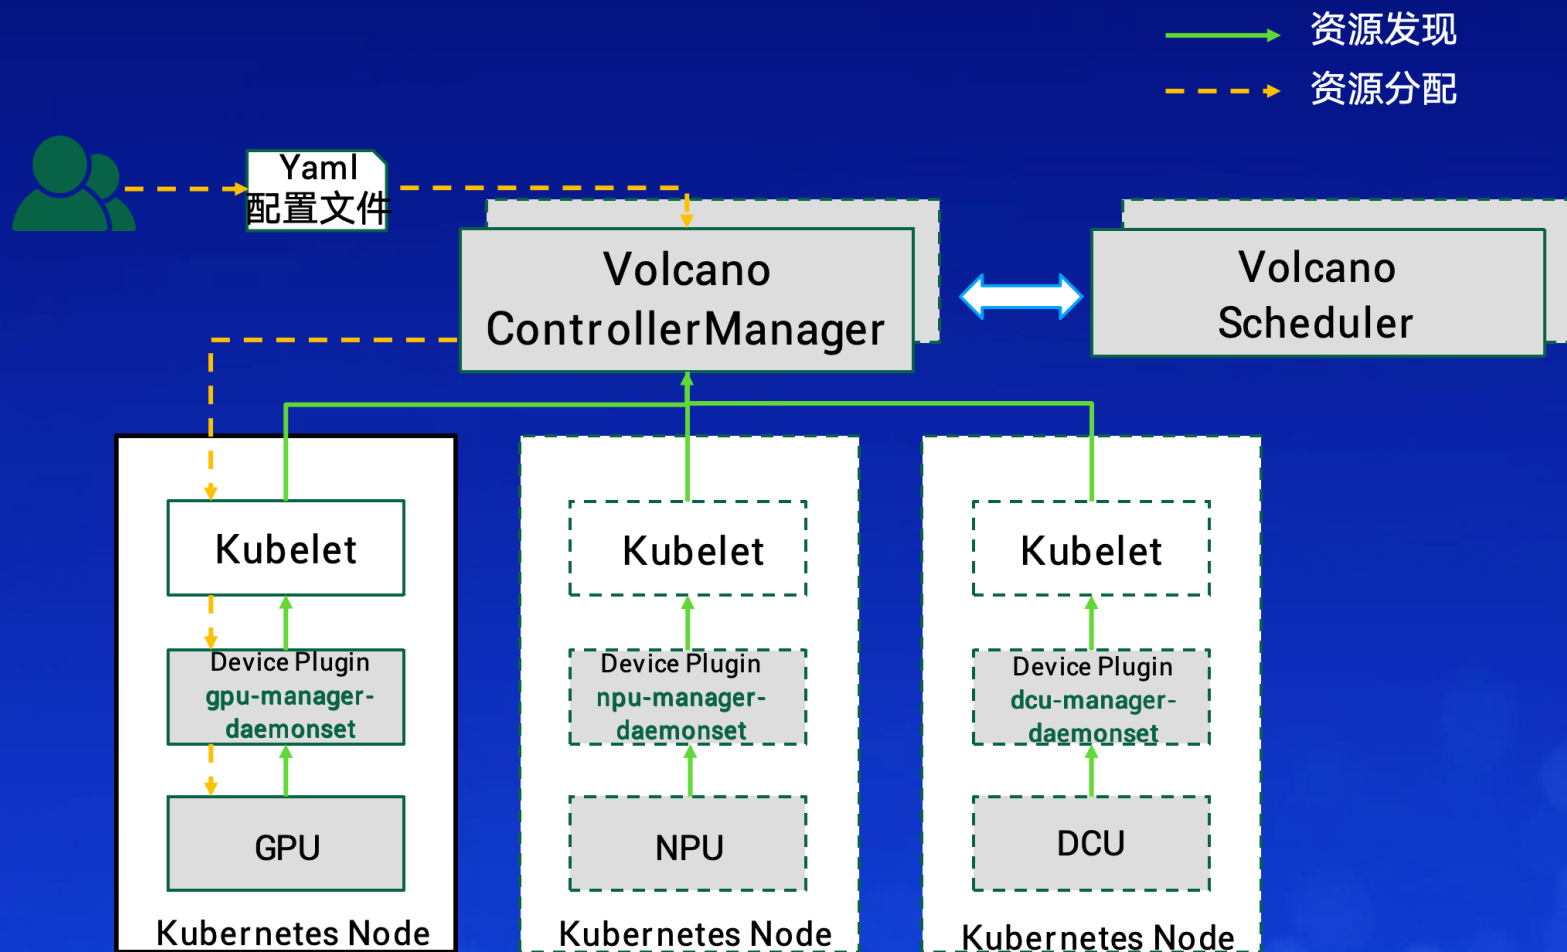 资源发现
资源分配
Yaml
配置文件
Volcano
ControllerManager
Volcano
Scheduler
Kubelet
Device Plugin
gpu-manager-
daemonset
GPU
Kubernetes Node
Kubelet
Device Plugin
npu-manager-
daemonset
NPU
Kubernetes Node
Kubelet
Device Plugin
dcu-manager-
daemonset
DCU
Kubernetes Node